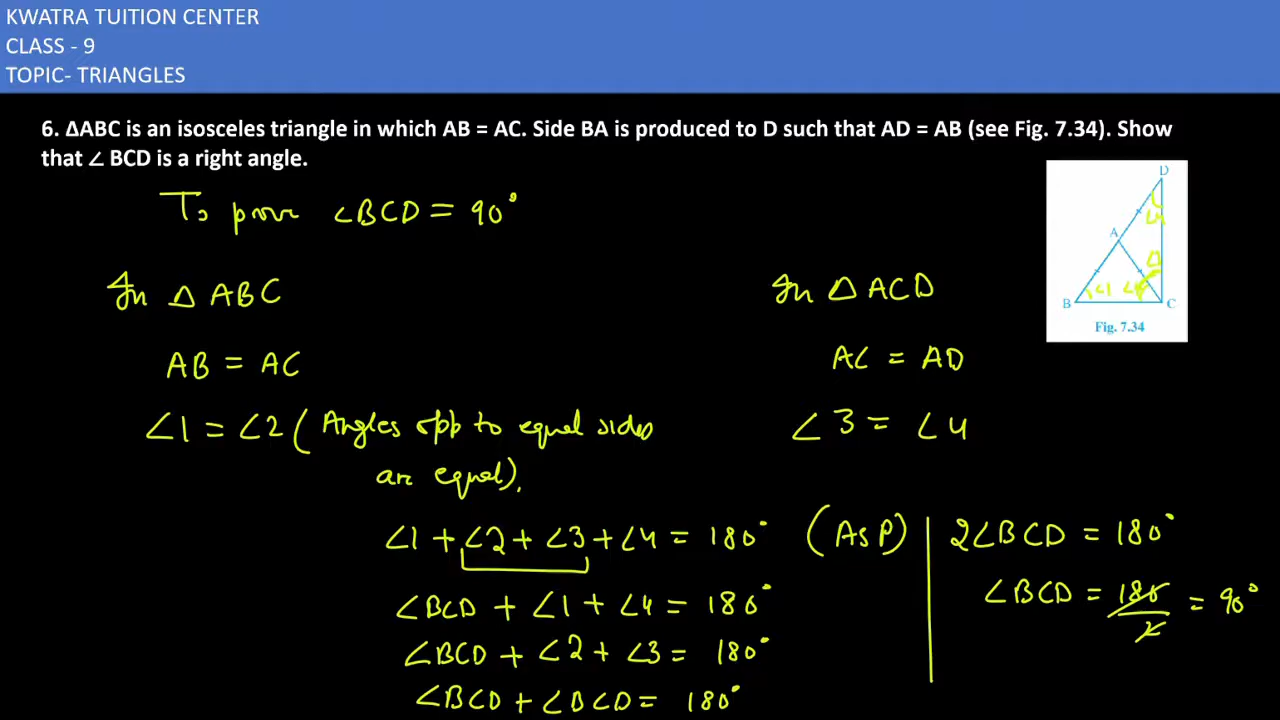 KWATRA TUITION CENTER
CLASS - 9
TOPIC- TRIANGLES
6. ΔABC is an isosceles triangle in which AB = AC. Side BA is produced to D such that AD = AB (see Fig. 7.34). Show
that ∠ BCD is a right angle.
To prove ∠BCD = 90°
D
A
∠4
∠1
B
C
Fig. 7.34
In Δ ABC
In Δ ACD
AB = AC
AC = AD
∠1 = ∠2 (Angles opp to equal sides
are equal).
∠3 = ∠4
∠1 + ∠2 + ∠3 + ∠4 = 180° (ASP)
∠BCD + ∠1 + ∠4 = 180°
∠BCD + ∠2 + ∠3 = 180°
∠BCD + ∠BCD = 180°
2∠BCD = 180°
∠BCD = 180/2 = 90°